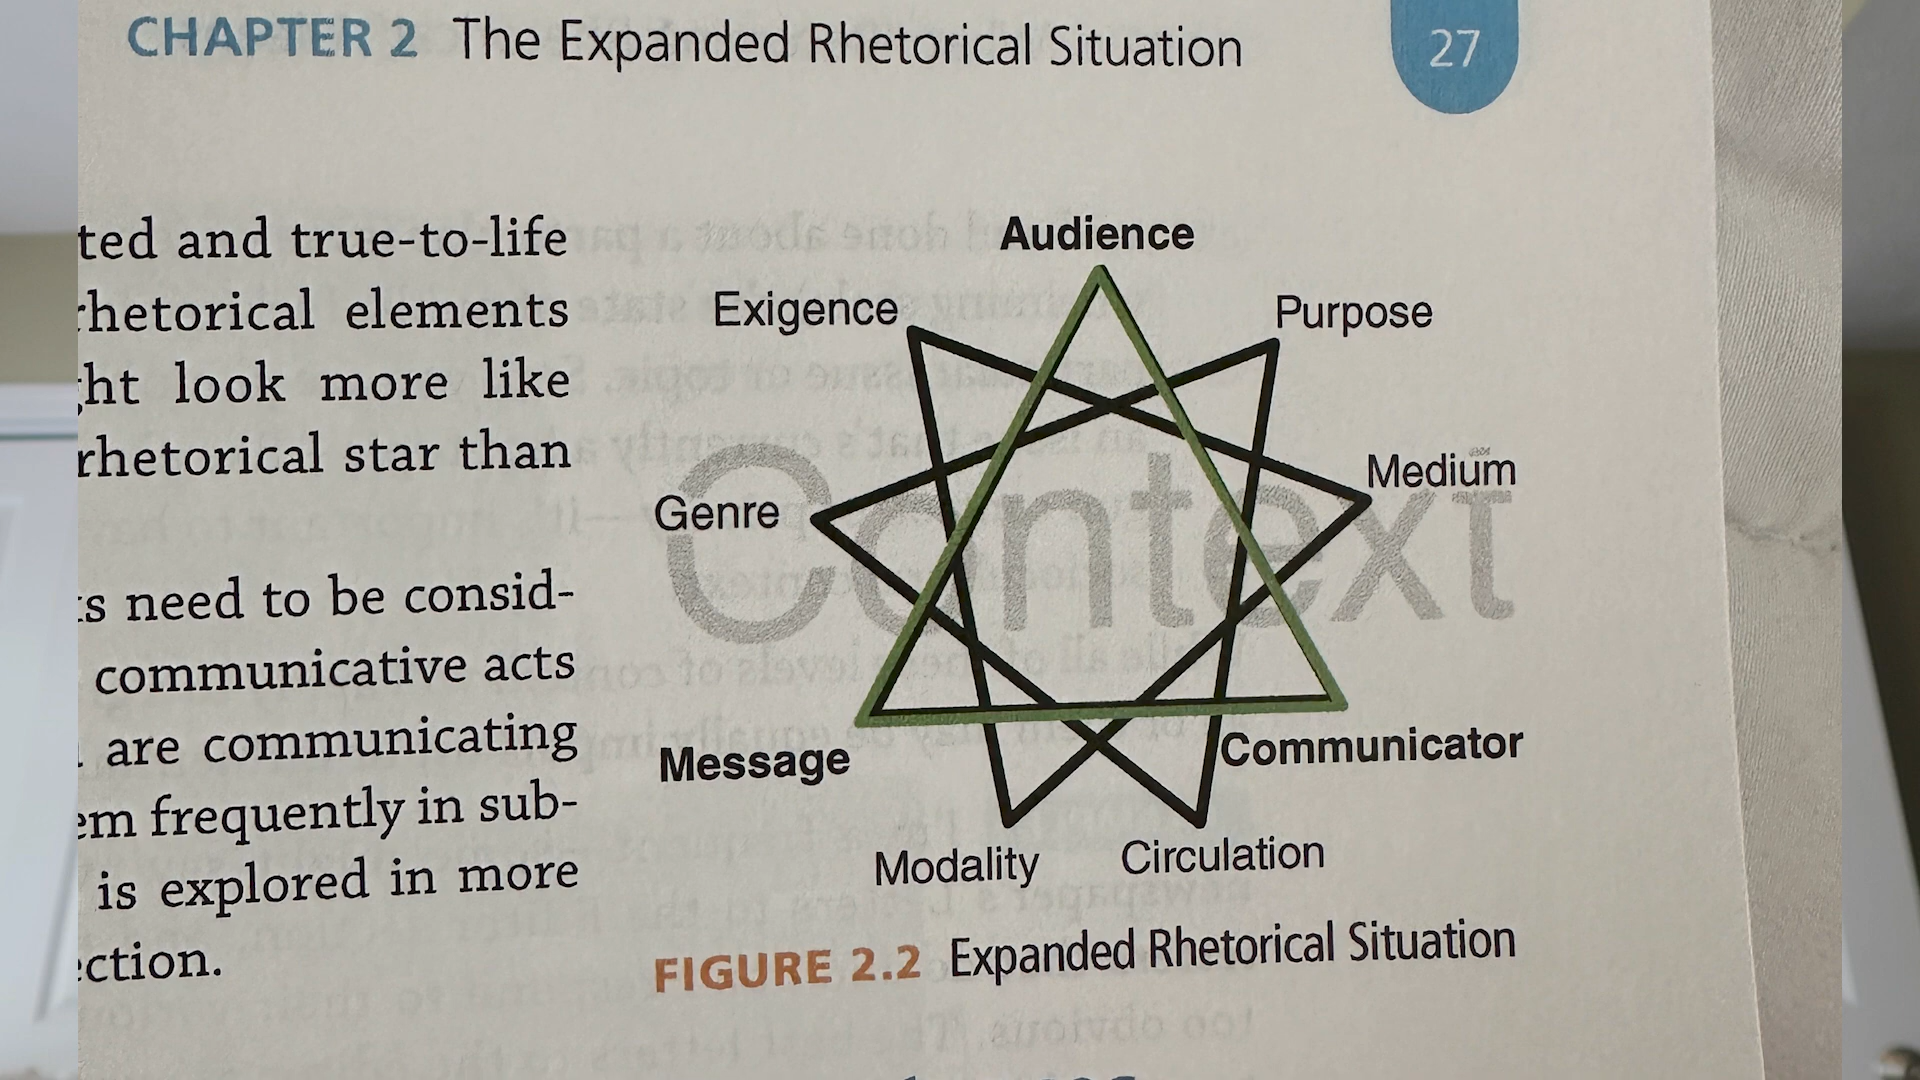 CHAPTER 2 The Expanded Rhetorical Situation
27
ted and true-to-life
rhetorical elements
ht look more like
rhetorical star than
s need to be consid-
communicative acts
are communicating
em frequently in sub-
is explored in more
ction.
Audience
Exigence
Purpose
Medium
Genre
Context
Message
Communicator
Modality
Circulation
FIGURE 2.2 Expanded Rhetorical Situation